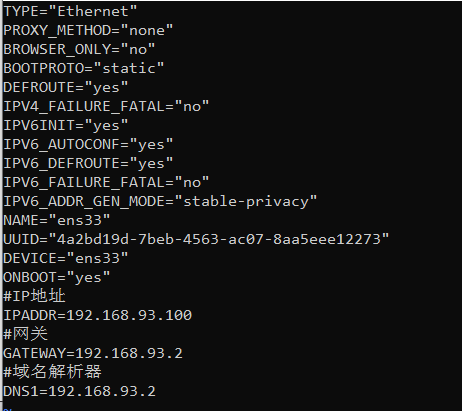 TYPE="Ethernet"
PROXY_METHOD="none"
BROWSER_ONLY="no"
BOOTPROTO="static"
DEFROUTE="yes"
IPV4_FAILURE_FATAL="no"
IPV6INIT="yes"
IPV6_AUTOCONF="yes"
IPV6_DEFROUTE="yes"
IPV6_FAILURE_FATAL="no"
IPV6_ADDR_GEN_MODE="stable-privacy"
NAME="ens33"
UUID="4a2bd19d-7beb-4563-ac07-8aa5eee12273"
DEVICE="ens33"
ONBOOT="yes"
#IP地址
IPADDR=192.168.93.100
#网关
GATEWAY=192.168.93.2
#域名解析器
DNS1=192.168.93.2